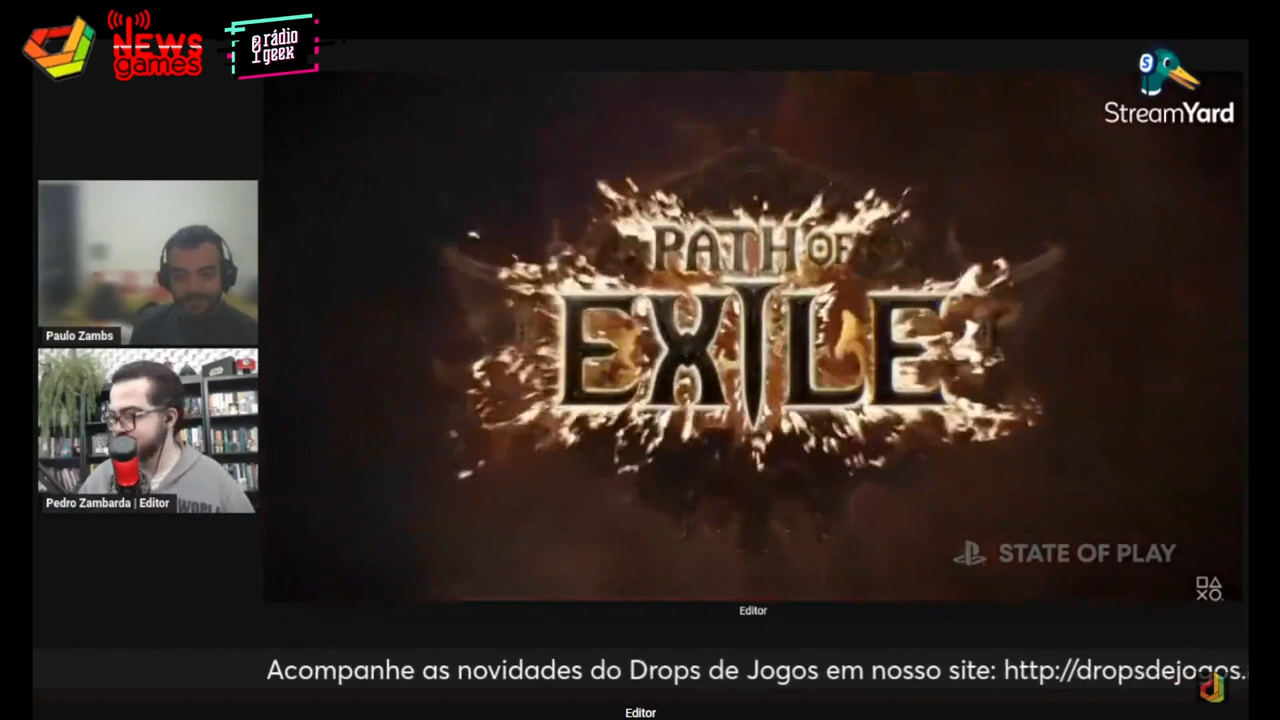 NEWS
games
rádio
geek
StreamYard
PATH OF
EXILE
Paulo Zambs
Pedro Zambarda | Editor
STATE OF PLAY
Editor
Acompanhe as novidades do Drops de Jogos em nosso site: http://dropsdejogos.
Editor